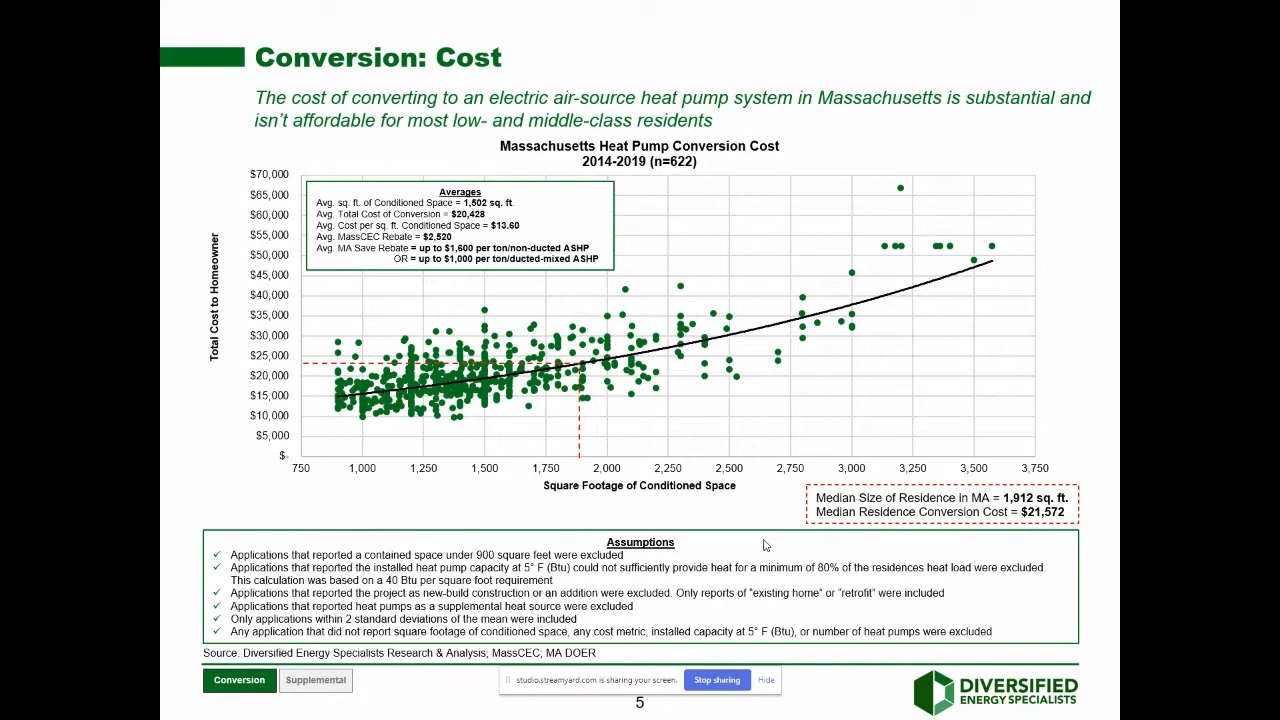 Conversion: Cost
The cost of converting to an electric air-source heat pump system in Massachusetts is substantial and
isn't affordable for most low- and middle-class residents
Massachusetts Heat Pump Conversion Cost
2014-2019 (n=622)
Total Cost to Homeowner
$70,000
$65,000
$60,000
$55,000
$50,000
$45,000
$40,000
$35,000
$30,000
$25,000
$20,000
$15,000
$10,000
$5,000
$-
Averages
Avg. sq. ft. of Conditioned Space = 1,502 sq. ft.
Avg. Total Cost of Conversion = $20,428
Avg. Cost per sq. ft. Conditioned Space = $13.60
Avg. MassCEC Rebate = $2,520
Avg. MA Save Rebate = up to $1,600 per ton/non-ducted ASHP
OR = up to $1,000 per ton/ducted-mixed ASHP
750 1,000 1,250 1,500 1,750 2,000 2,250 2,500 2,750 3,000 3,250 3,500 3,750
Square Footage of Conditioned Space
Median Size of Residence in MA = 1,912 sq. ft.
Median Residence Conversion Cost = $21,572
Assumptions
✓ Applications that reported a contained space under 900 square feet were excluded
✓ Applications that reported the installed heat pump capacity at 5° F (Btu) could not sufficiently provide heat for a minimum of 80% of the residences heat load were excluded.
This calculation was based on a 40 Btu per square foot requirement
✓ Applications that reported the project as new-build construction or an addition were excluded. Only reports of "existing home" or "retrofit" were included
✓ Applications that reported heat pumps as a supplemental heat source were excluded
✓ Only applications within 2 standard deviations of the mean were included
✓ Any application that did not report square footage of conditioned space, any cost metric, installed capacity at 5° F (Btu), or number of heat pumps were excluded
Source: Diversified Energy Specialists Research & Analysis; MassCEC; MA DOER
Conversion
Supplemental
studio.streamyard.com is sharing your screen.
Stop sharing
Hide
5
DIVERSIFIED
ENERGY SPECIALISTS